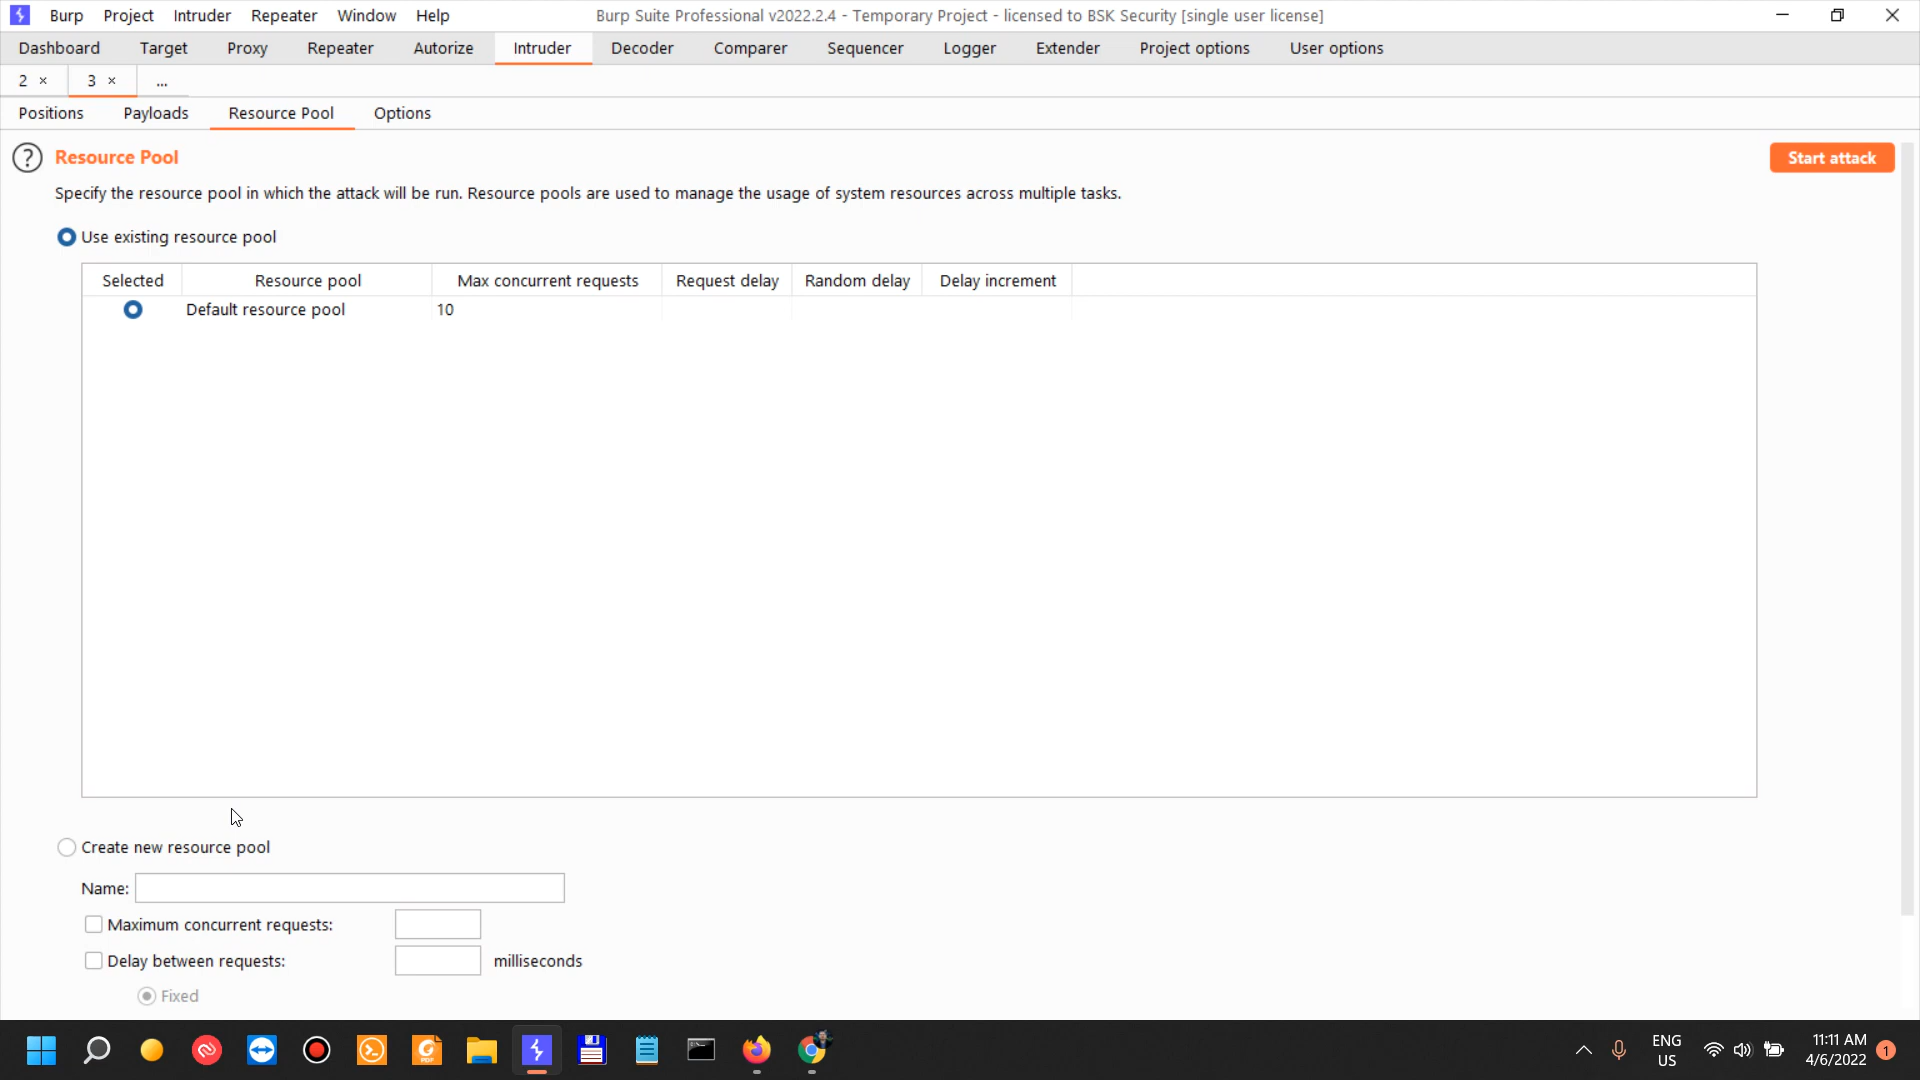 Burp Project Intruder Repeater Window Help Burp Suite Professional v2022.2.4 - Temporary Project - licensed to BSK Security [single user license]
Dashboard Target Proxy Repeater Autorize Intruder Decoder Comparer Sequencer Logger Extender Project options User options
2 × 3 × ...
Positions Payloads Resource Pool Options
? Resource Pool Start attack
Specify the resource pool in which the attack will be run. Resource pools are used to manage the usage of system resources across multiple tasks.
Use existing resource pool
Selected Resource pool Max concurrent requests Request delay Random delay Delay increment
Default resource pool 10
Create new resource pool
Name:
Maximum concurrent requests:
Delay between requests: milliseconds
Fixed
PDF
ENG 11:11 AM
US 4/6/2022 1